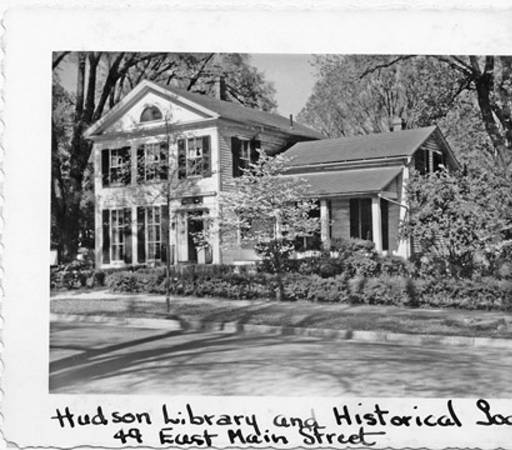 Hudson Library and Historical Soc
49 East Main Street